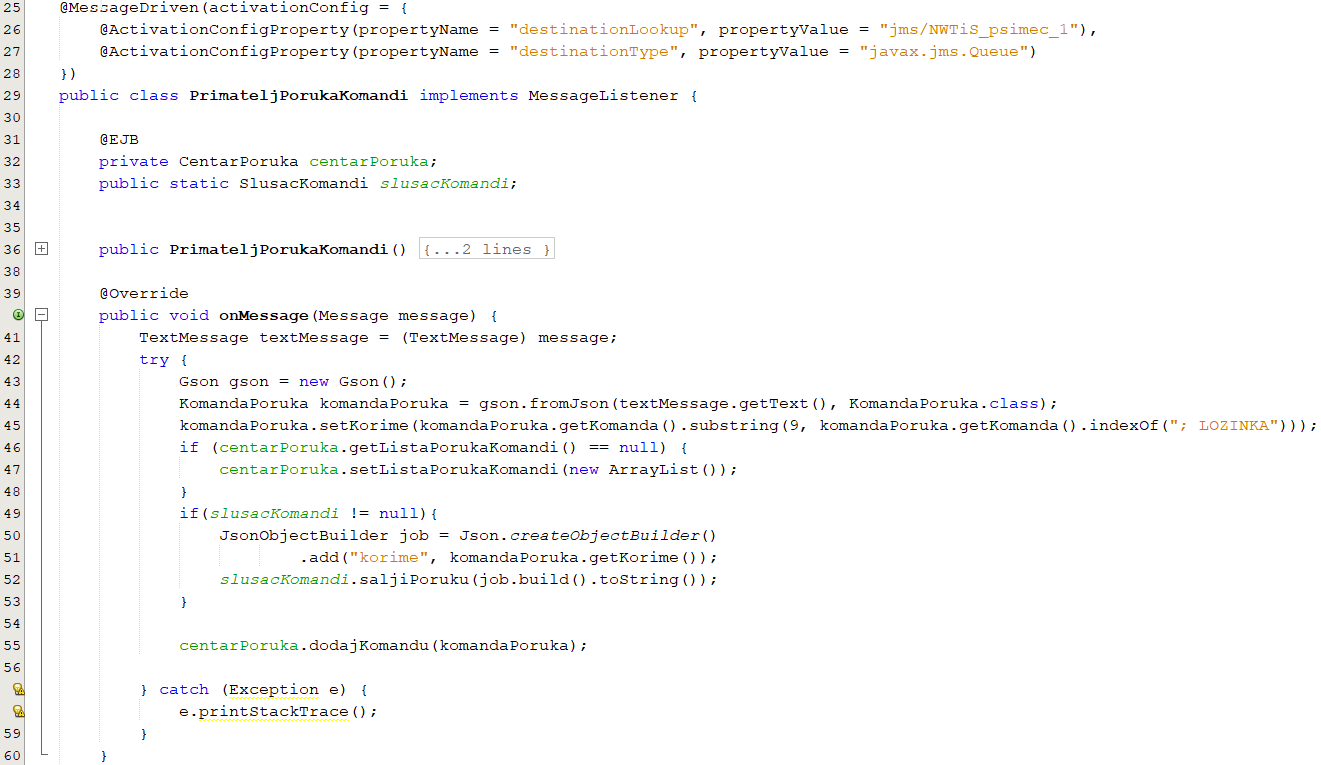 25 @MessageDriven(activationConfig = {
26 @ActivationConfigProperty(propertyName = "destinationLookup", propertyValue = "jms/NWTiS_psimec_1"),
27 @ActivationConfigProperty(propertyName = "destinationType", propertyValue = "javax.jms.Queue")
28 })
29 public class PrimateljPorukaKomandi implements MessageListener {
30
31 @EJB
32 private CentarPoruka centarPoruka;
33 public static SlusacKomandi slusacKomandi;
34
35
36 public PrimateljPorukaKomandi() {...2 lines }
38
39 @Override
public void onMessage(Message message) {
41 TextMessage textMessage = (TextMessage) message;
42 try {
43 Gson gson = new Gson();
44 KomandaPoruka komandaPoruka = gson.fromJson(textMessage.getText(), KomandaPoruka.class);
45 komandaPoruka.setKorime(komandaPoruka.getKomanda().substring(9, komandaPoruka.getKomanda().indexOf("; LOZINKA")));
46 if (centarPoruka.getListaPorukaKomandi() == null) {
47 centarPoruka.setListaPorukaKomandi(new ArrayList());
48 }
49 if(slusacKomandi != null){
50 JsonObjectBuilder job = Json.createObjectBuilder()
51 .add("korime", komandaPoruka.getKorime());
52 slusacKomandi.saljiPoruku(job.build().toString());
53 }
54
55 centarPoruka.dodajKomandu(komandaPoruka);
56
} catch (Exception e) {
e.printStackTrace();
59 }
60 }